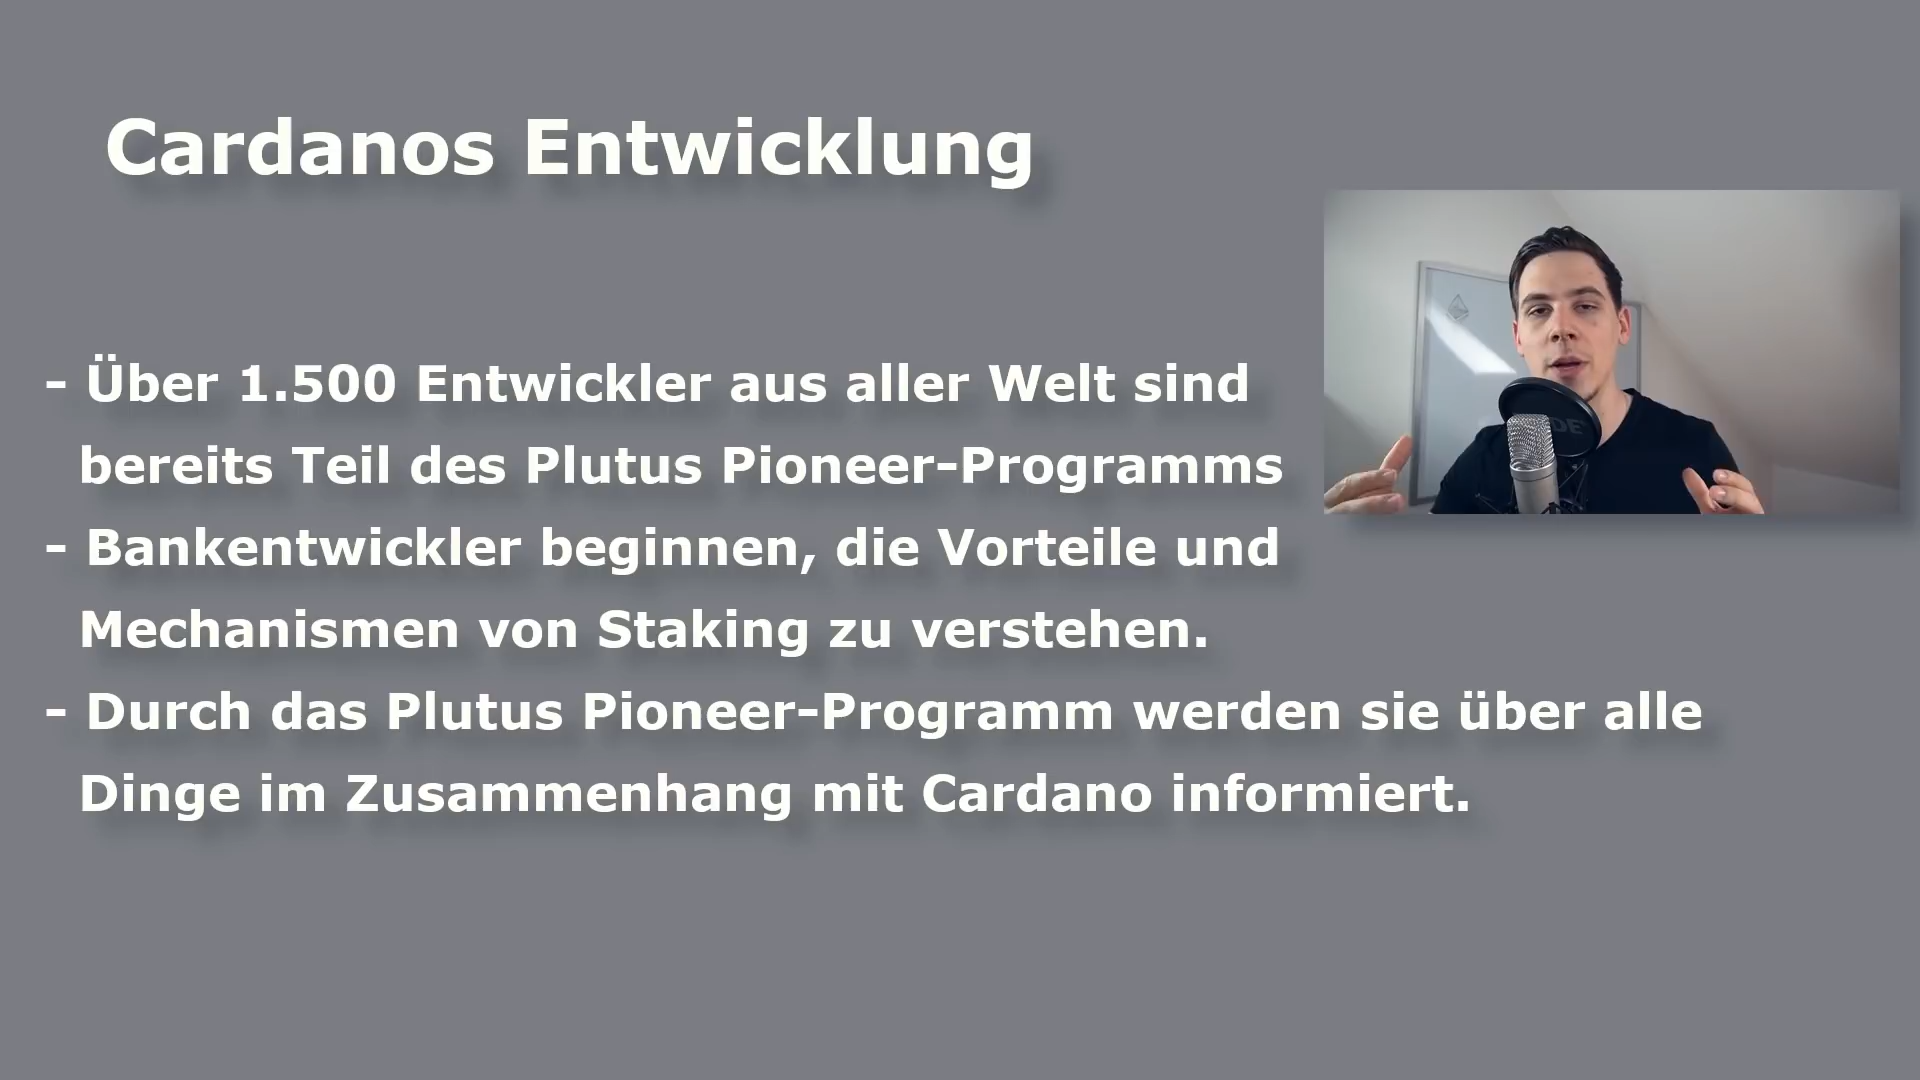 Cardanos Entwicklung
- Über 1.500 Entwickler aus aller Welt sind
bereits Teil des Plutus Pioneer-Programms
- Bankentwickler beginnen, die Vorteile und
Mechanismen von Staking zu verstehen.
- Durch das Plutus Pioneer-Programm werden sie über alle
Dinge im Zusammenhang mit Cardano informiert.